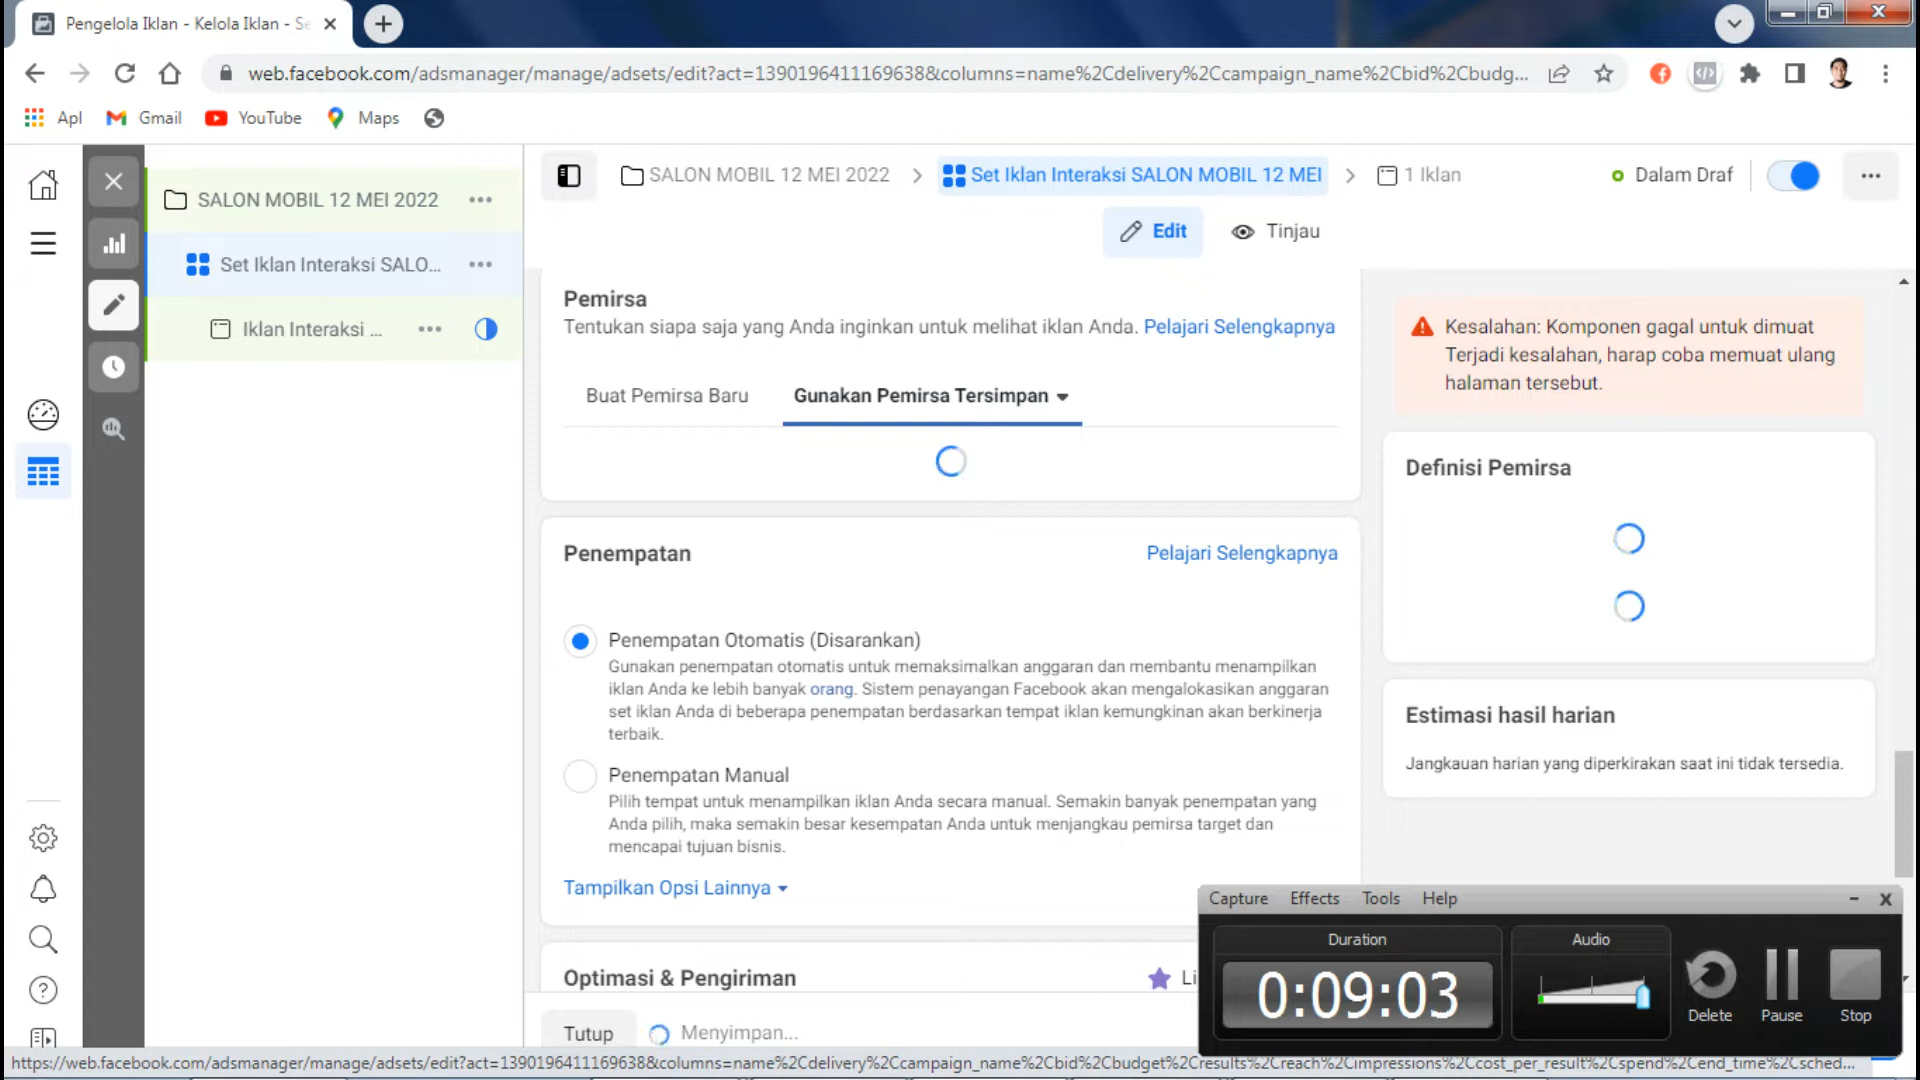 Pengelola Iklan - Kelola Iklan - Se
web.facebook.com/adsmanager/manage/adsets/edit?act=1390196411169638&columns=name%2Cdelivery%2Ccampaign_name%2Cbid%2Cbudg...
Apl
Gmail
YouTube
Maps
SALON MOBIL 12 MEI 2022
Set Iklan Interaksi SALO...
Iklan Interaksi ...
SALON MOBIL 12 MEI 2022
Set Iklan Interaksi SALON MOBIL 12 MEI
1 Iklan
Dalam Draf
Edit
Tinjau
Pemirsa
Tentukan siapa saja yang Anda inginkan untuk melihat iklan Anda. Pelajari Selengkapnya
Buat Pemirsa Baru
Gunakan Pemirsa Tersimpan
Penempatan
Pelajari Selengkapnya
Penempatan Otomatis (Disarankan)
Gunakan penempatan otomatis untuk memaksimalkan anggaran dan membantu menampilkan
iklan Anda ke lebih banyak orang. Sistem penayangan Facebook akan mengalokasikan anggaran
set iklan Anda di beberapa penempatan berdasarkan tempat iklan kemungkinan akan berkinerja
terbaik.
Penempatan Manual
Pilih tempat untuk menampilkan iklan Anda secara manual. Semakin banyak penempatan yang
Anda pilih, maka semakin besar kesempatan Anda untuk menjangkau pemirsa target dan
mencapai tujuan bisnis.
Tampilkan Opsi Lainnya
Optimasi & Pengiriman
Li
Tutup
Menyimpan...
Kesalahan: Komponen gagal untuk dimuat
Terjadi kesalahan, harap coba memuat ulang
halaman tersebut.
Definisi Pemirsa
Estimasi hasil harian
Jangkauan harian yang diperkirakan saat ini tidak tersedia.
Capture
Effects
Tools
Help
Duration
0:09:03
Audio
Delete
Pause
Stop
https://web.facebook.com/adsmanager/manage/adsets/edit?act=1390196411169638&columns=name%2Cdelivery%2Ccampaign_name%2Cbid%2Cbudget%2Cresults%2Creach%2Cimpressions%2Ccost_per_result%2Cspend%2Cend_time%2Csched...